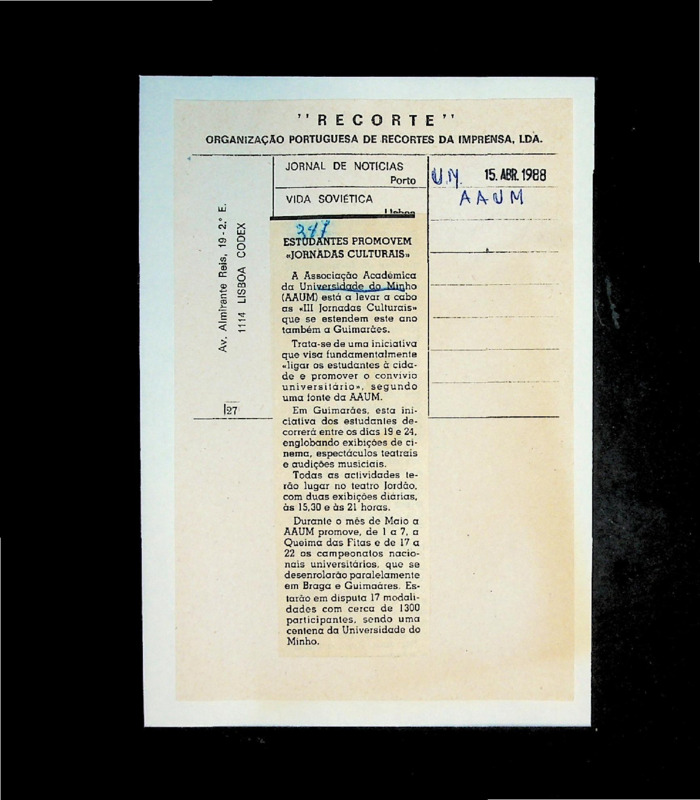 "RECORTE"
ORGANIZAÇÃO PORTUGUESA DE RECORTES DA IMPRENSA, LDA.
Av. Almirante Reis, 19 - 2.º E.
1114 LISBOA CODEX
127
JORNAL DE NOTICIAS
Porto
VIDA SOVIÉTICA
Lisboa
U.M. 15. ABR. 1988
AAUM
ESTUDANTES PROMOVEM
«JORNADAS CULTURAIS»
A Associação Académica
da Universidade do Minho
(AAUM) está a levar a cabo
as «III Jornadas Culturais»
que se estendem este ano
também a Guimarães.
Trata-se de uma iniciativa
que visa fundamentalmente
«ligar os estudantes à cida-
de e promover o convívio
universitário», segundo
uma fonte da AAUM.
Em Guimarães, esta ini-
ciativa dos estudantes de-
correrá entre os dias 19 e 24,
englobando exibições de ci-
nema, espectáculos teatrais
e audições musiciais.
Todas as actividades te-
rão lugar no teatro Jordão,
com duas exibições diárias,
às 15,30 e às 21 horas.
Durante o mês de Maio a
AAUM promove, de 1 a 7, a
Queima das Fitas e de 17 a
22 os campeonatos nacio-
nais universitários, que se
desenrolarão paralelamente
em Braga e Guimaãres. Es-
tarão em disputa 17 modali-
dades com cerca de 1300
participantes, sendo uma
centena da Universidade do
Minho.